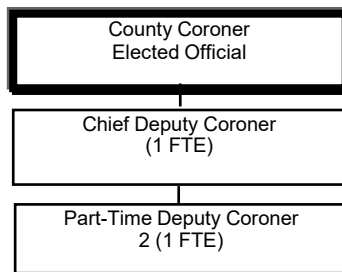 County Coroner
Elected Official
Chief Deputy Coroner
(1 FTE)
Part-Time Deputy Coroner
2 (1 FTE)